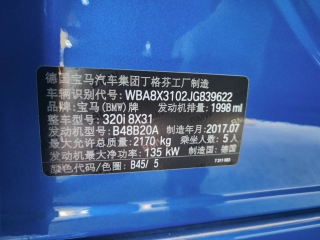 德国宝马汽车集团丁格芬工厂制造
车辆识别代号: WBA8X3102JG839622
品牌: 宝马(BMW)牌 发动机排量: 1998 ml
整车型号: 320i 8X31
发动机型号: B48B20A 制造年月: 2017.07
最大允许总质量: 2170 kg 乘坐人数: 5 人
发动机最大净功率: 135 kW 制造国: 德国
颜色代码/色圈: B45/ 5